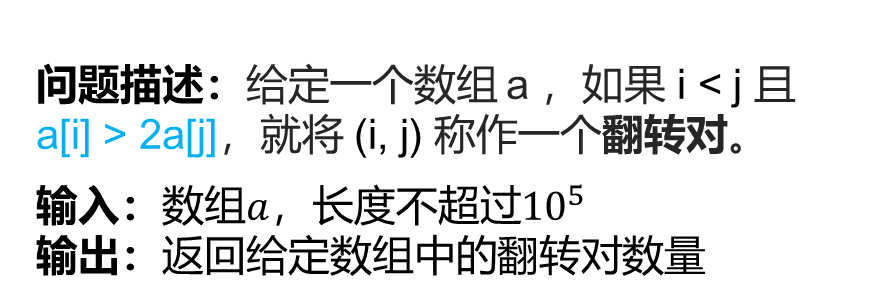 问题描述：给定一个数组 a ，如果 i < j 且
a[i] > 2a[j]，就将 (i, j) 称作一个翻转对。
输入：数组𝑎，长度不超过10⁵
输出：返回给定数组中的翻转对数量